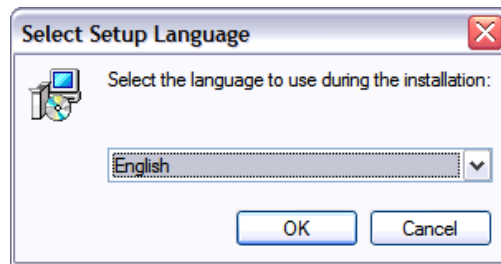 Select Setup Language
Select the language to use during the installation:
English
OK
Cancel